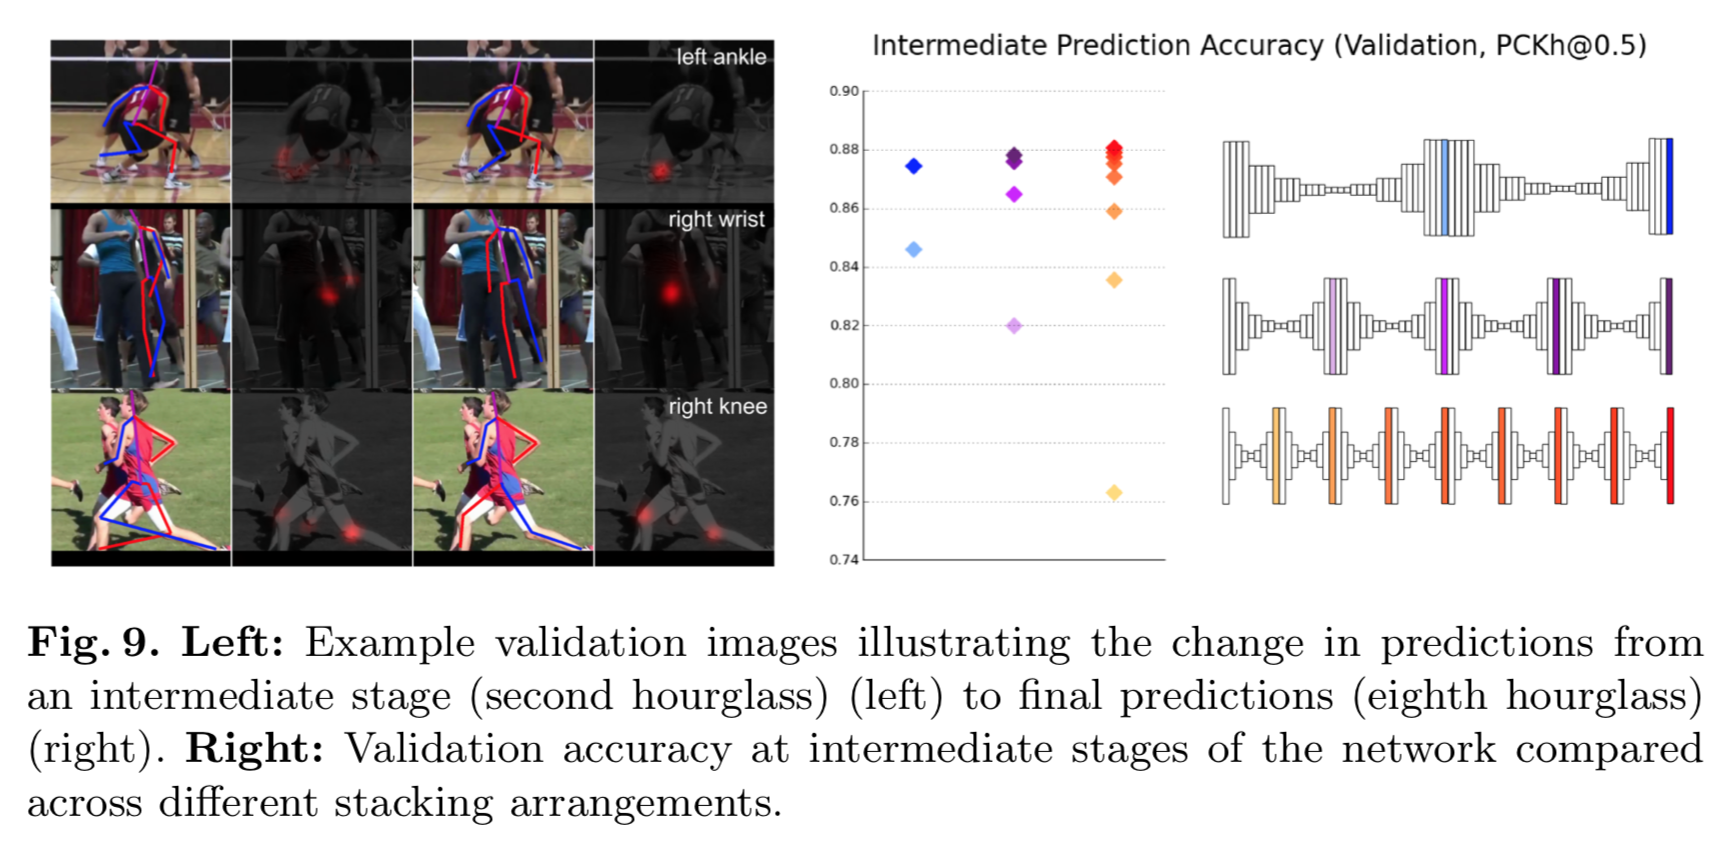 left ankle
right wrist
right knee
Intermediate Prediction Accuracy (Validation, PCKh@0.5)
0.90
0.88
0.86
0.84
0.82
0.80
0.78
0.76
0.74
Fig. 9. Left: Example validation images illustrating the change in predictions from
an intermediate stage (second hourglass) (left) to final predictions (eighth hourglass)
(right). Right: Validation accuracy at intermediate stages of the network compared
across different stacking arrangements.